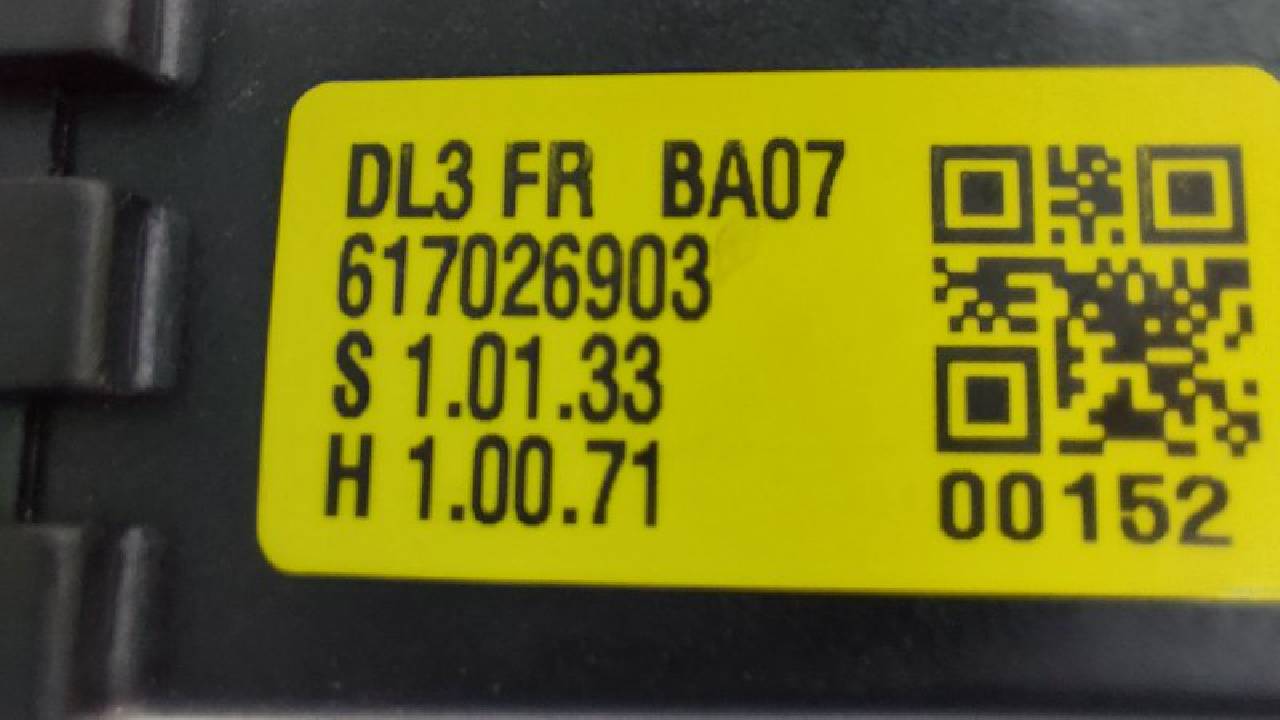 DL3 FR BA07
617026903
S 1.01.33
H 1.00.71
00152